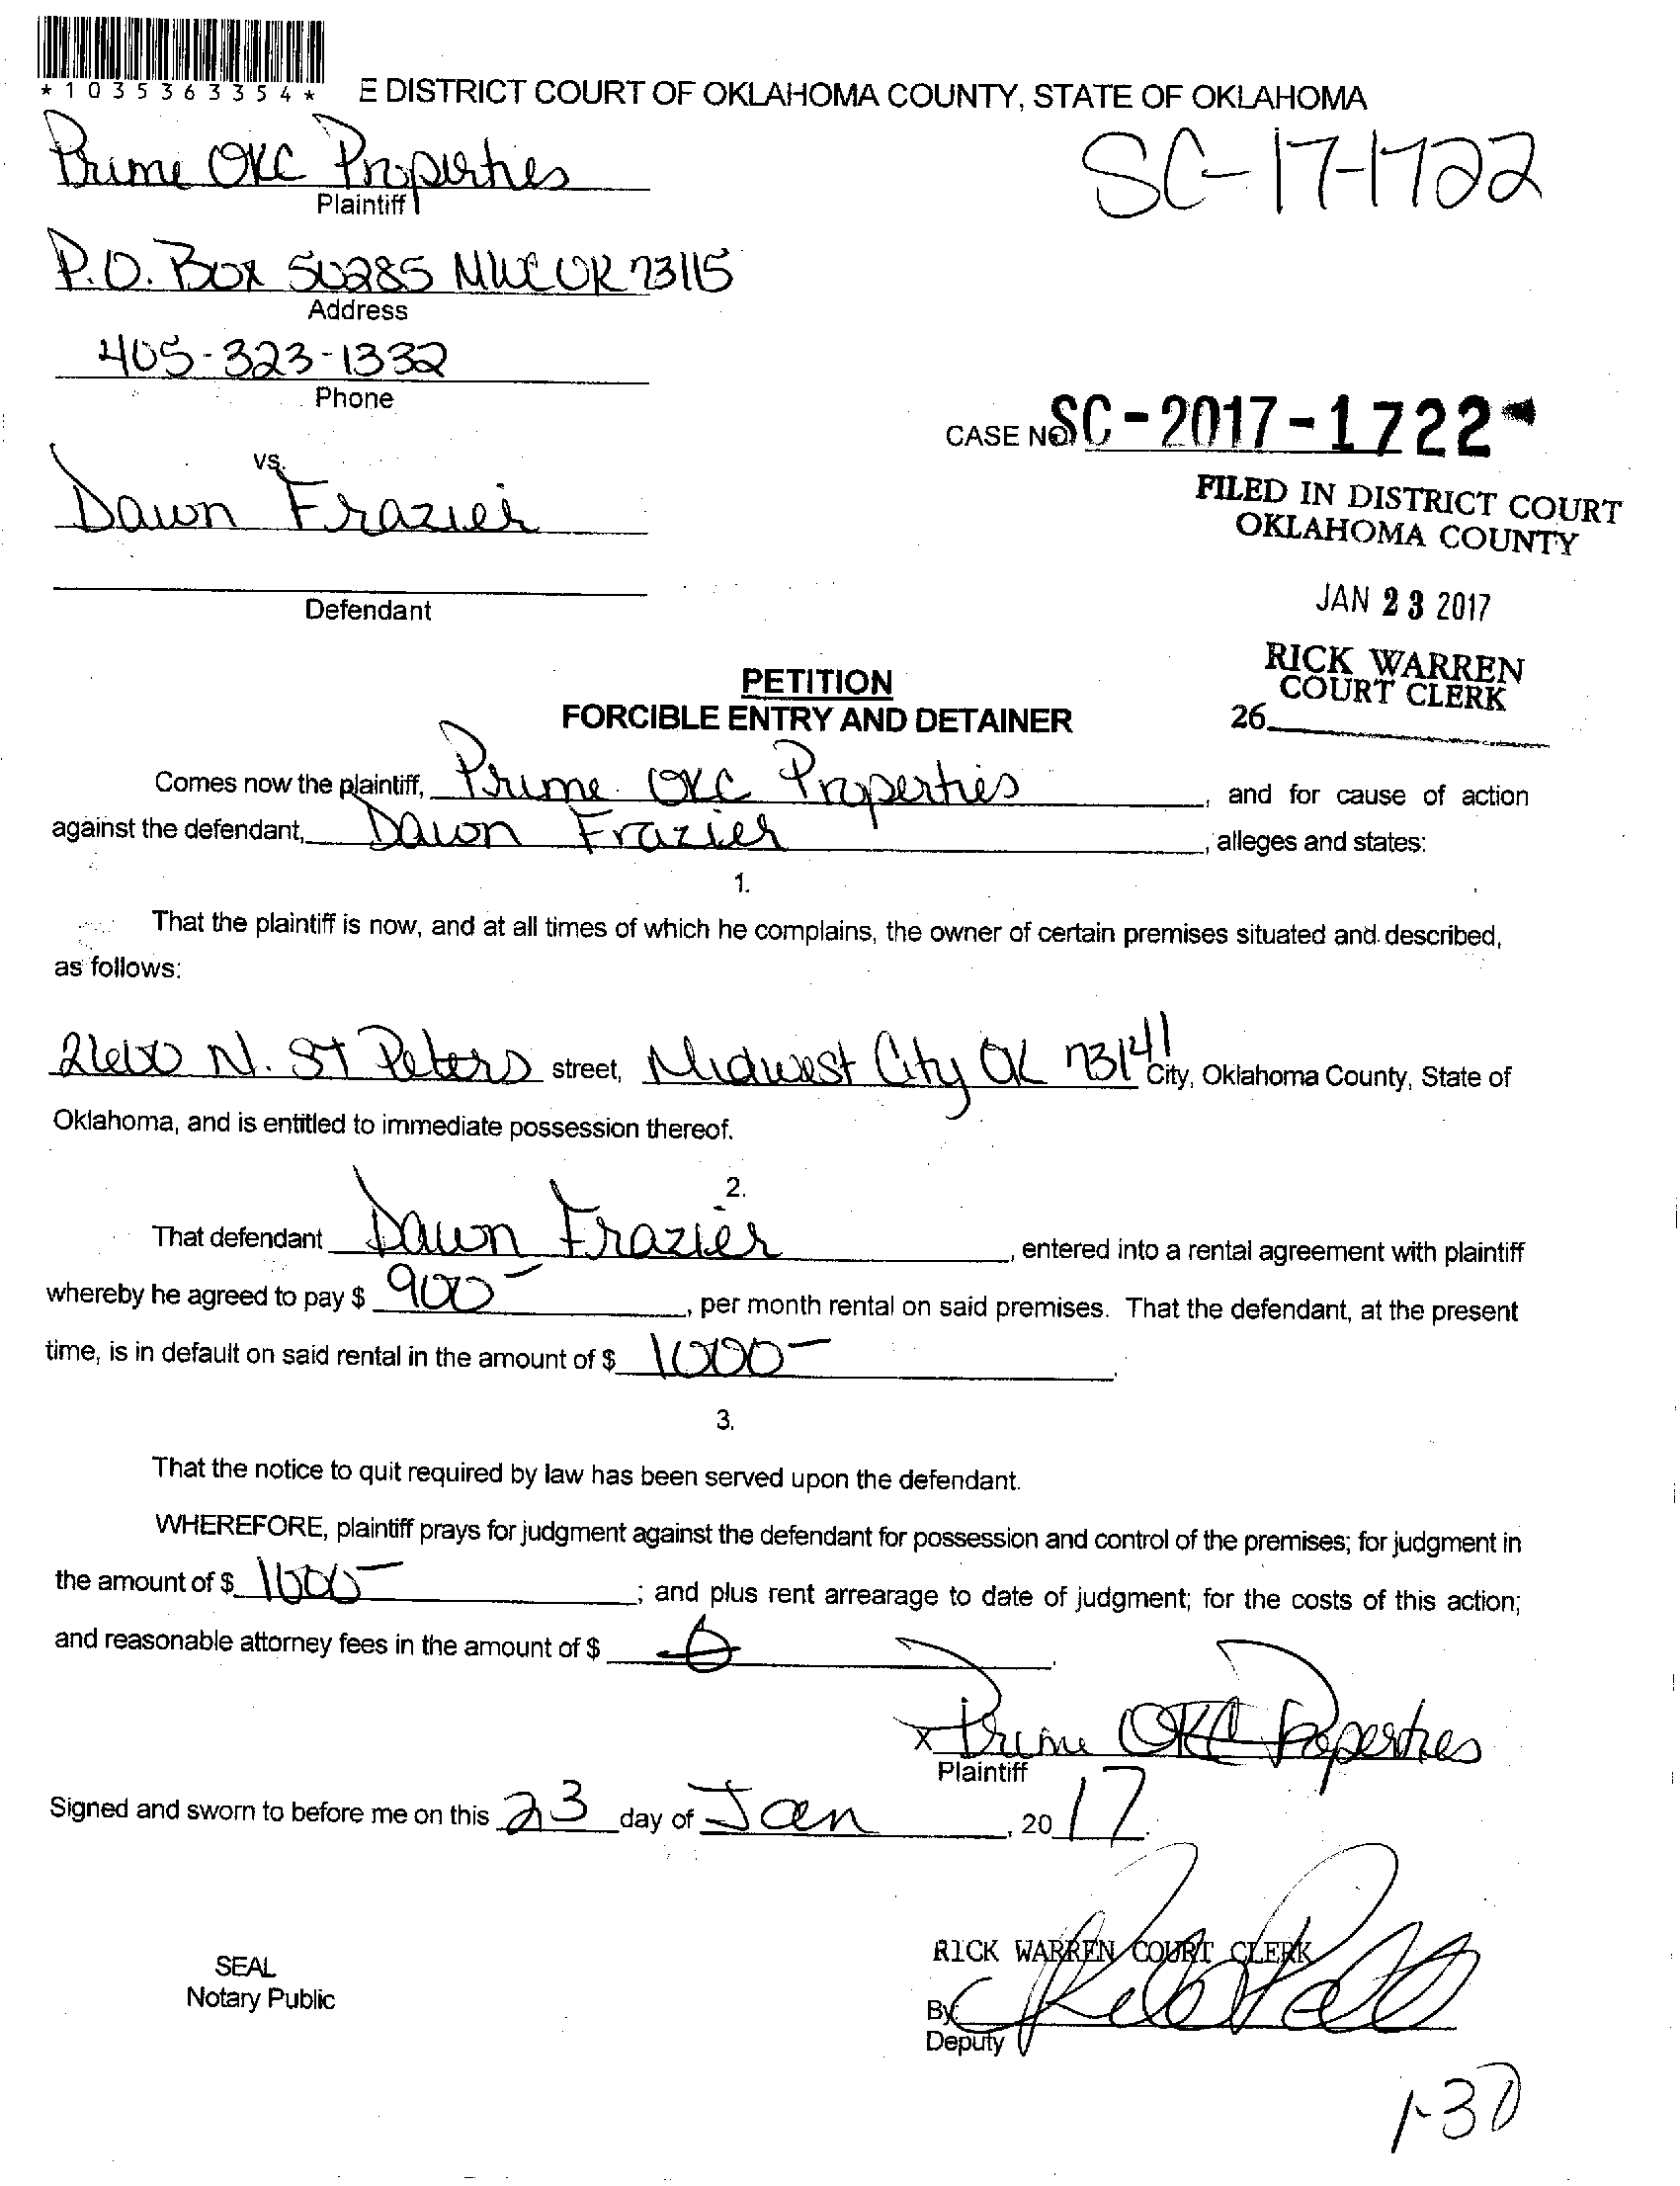 *1035363354*
E DISTRICT COURT OF OKLAHOMA COUNTY, STATE OF OKLAHOMA
Prime OKC Properties
SC-17-1722
Plaintiff
P.O. Box 50285 MWC OK 73115
Address
405-323-1332
Phone
CASE NO. SC-2017-1722
vs.
FILED IN DISTRICT COURT
OKLAHOMA COUNTY
Dawn Frazier
JAN 23 2017
Defendant
RICK WARREN
COURT CLERK
26
PETITION
FORCIBLE ENTRY AND DETAINER
Comes now the plaintiff, Prime OKC Properties, and for cause of action
against the defendant, Dawn Frazier, alleges and states:
1.
That the plaintiff is now, and at all times of which he complains, the owner of certain premises situated and described,
as follows:
2600 N. St Peters street, Midwest City OK 73141 City, Oklahoma County, State of
Oklahoma, and is entitled to immediate possession thereof.
2.
That defendant Dawn Frazier, entered into a rental agreement with plaintiff
whereby he agreed to pay $ 900-, per month rental on said premises. That the defendant, at the present
time, is in default on said rental in the amount of $ 1000-.
3.
That the notice to quit required by law has been served upon the defendant.
WHEREFORE, plaintiff prays for judgment against the defendant for possession and control of the premises; for judgment in
the amount of $ 1000-; and plus rent arrearage to date of judgment; for the costs of this action;
and reasonable attorney fees in the amount of $ 0.
x Prime OKC Properties
Plaintiff
Signed and sworn to before me on this 23 day of Jan, 2017.
RICK WARREN COURT CLERK
SEAL
Notary Public
By
Deputy
1-30